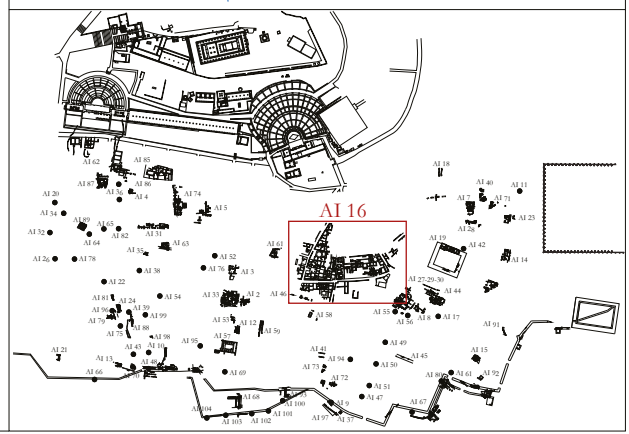 AI 18
AI 62
AI 85
AI 40
AI 11
AI 87
AI 86
AI 36
AI 4
AI 74
AI 7
AI 71
AI 20
AI 34
AI 5
AI 16
AI 23
AI 89
AI 65
AI 82
AI 31
AI 28
AI 32
AI 64
AI 63
AI 19
AI 42
AI 35
AI 52
AI 61
AI 26
AI 78
AI 38
AI 76
AI 3
AI 14
AI 22
AI 27-29-30
AI 81
AI 24
AI 54
AI 33
AI 2
AI 46
AI 44
AI 96
AI 39
AI 99
AI 58
AI 55
AI 56
AI 8
AI 17
AI 79
AI 75
AI 88
AI 53
AI 12
AI 59
AI 91
AI 98
AI 57
AI 95
AI 49
AI 21
AI 43
AI 10
AI 41
AI 94
AI 45
AI 15
AI 13
AI 48
AI 73
AI 50
AI 66
AI 69
AI 72
AI 51
AI 80
AI 61
AI 92
AI 68
AI 100
AI 9
AI 47
AI 104
AI 103
AI 102
AI 101
AI 97
AI 37
AI 67